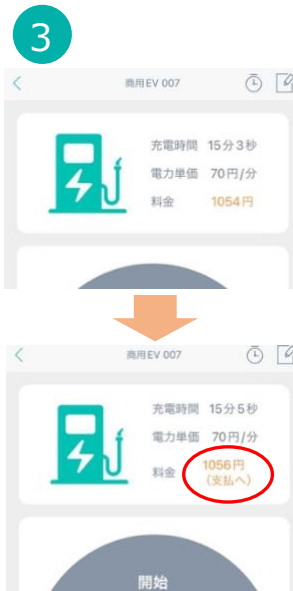 3
商用EV 007
充電時間 15分3秒
電力単価 70円/分
料金 1054円
商用EV 007
充電時間 15分5秒
電力単価 70円/分
料金 1056円
(支払へ)
開始